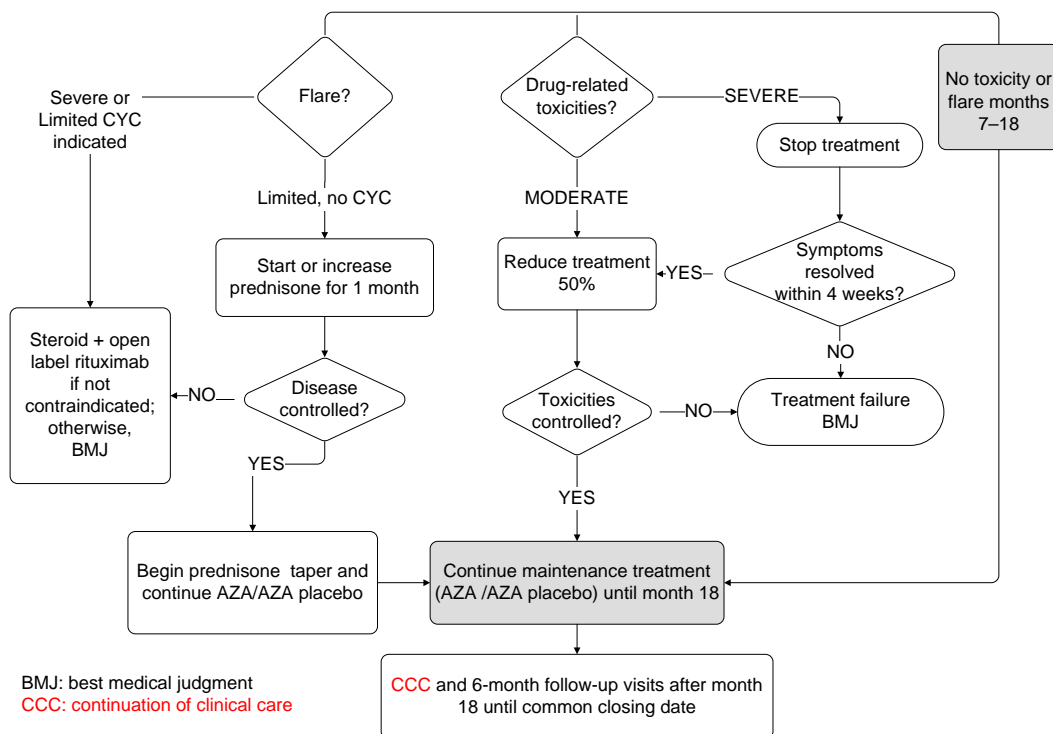 Flare?
Drug-related
toxicities?
No toxicity or
flare months
7–18
Severe or
Limited CYC
indicated
SEVERE
Stop treatment
Limited, no CYC
MODERATE
Start or increase
prednisone for 1 month
Reduce treatment
50%
YES
Symptoms
resolved
within 4 weeks?
Steroid + open
label rituximab
if not
contraindicated;
otherwise,
BMJ
NO
Disease
controlled?
Toxicities
controlled?
NO
NO
Treatment failure
BMJ
YES
YES
Begin prednisone taper and
continue AZA/AZA placebo
Continue maintenance treatment
(AZA /AZA placebo) until month 18
BMJ: best medical judgment
CCC: continuation of clinical care
CCC and 6-month follow-up visits after month
18 until common closing date